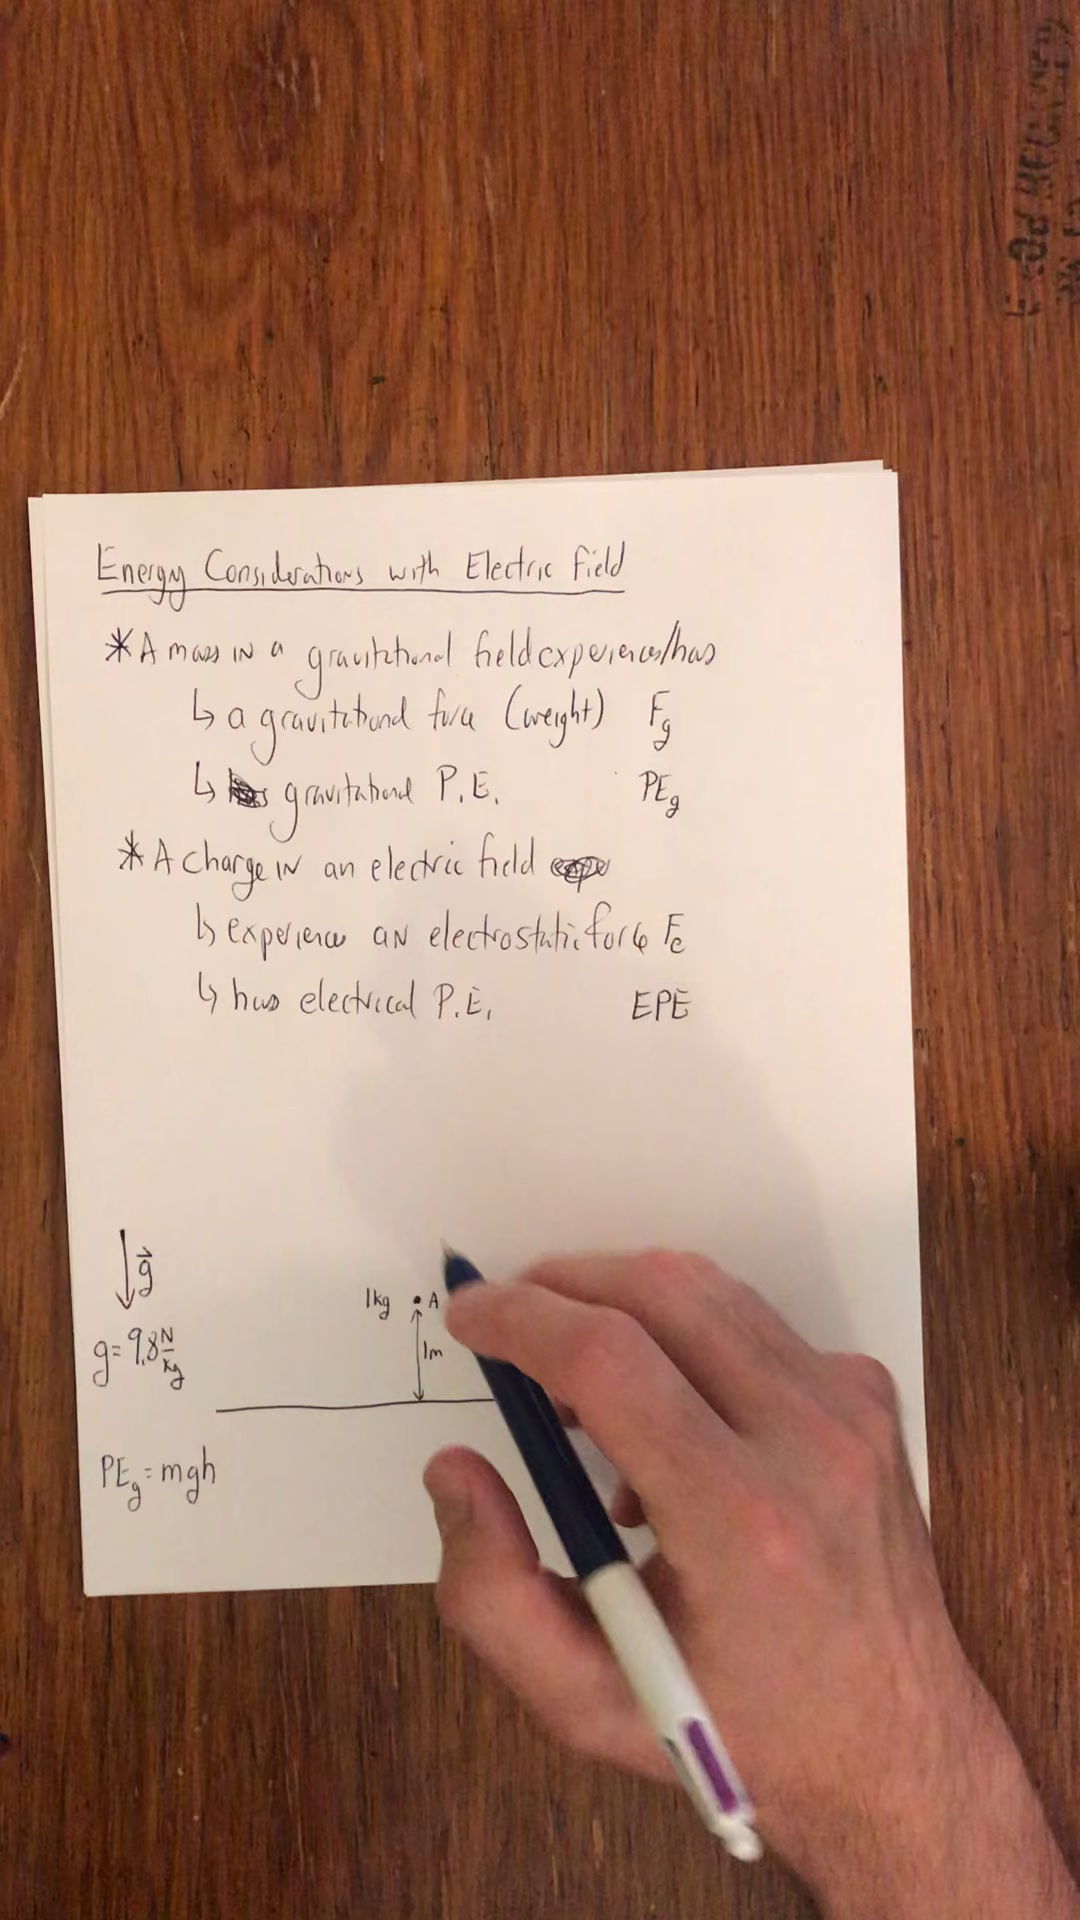 Energy Considerations with Electric Field
* A mass in a gravitational field experiences/has
↳ a gravitational force (weight) Fg
↳ gravitational P.E. PEg
* A charge in an electric field
↳ experiences an electrostatic force Fe
↳ has electrical P.E. EPE
g
g = 9.8 N/kg
1kg • A
1m
PEg = mgh